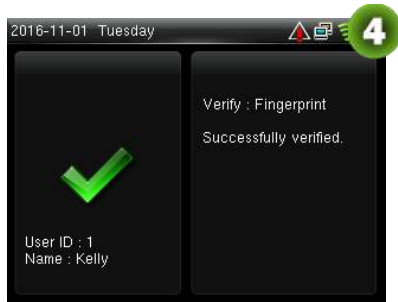 2016-11-01 Tuesday
4
Verify : Fingerprint
Successfully verified.
User ID : 1
Name : Kelly